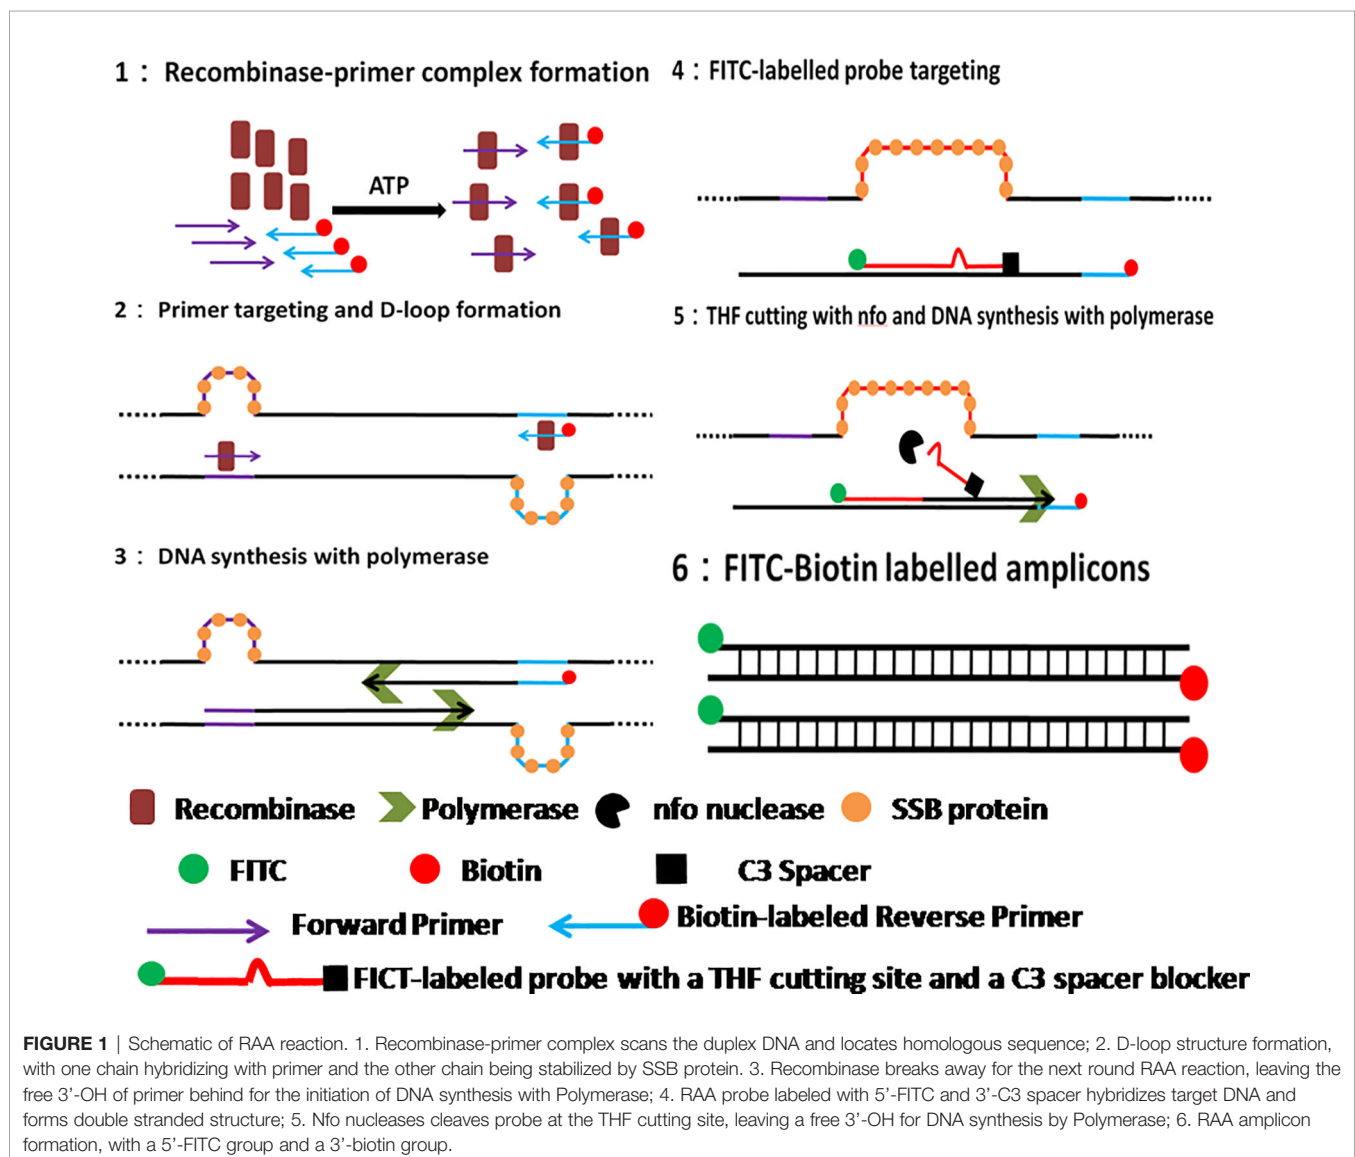 1： Recombinase-primer complex formation
ATP
2： Primer targeting and D-loop formation
3： DNA synthesis with polymerase
4：FITC-labelled probe targeting
5：THF cutting with nfo and DNA synthesis with polymerase
6：FITC-Biotin labelled amplicons
Recombinase Polymerase nfo nuclease SSB protein
FITC Biotin C3 Spacer
Forward Primer Biotin-labeled Reverse Primer
FICT-labeled probe with a THF cutting site and a C3 spacer blocker
FIGURE 1 | Schematic of RAA reaction. 1. Recombinase-primer complex scans the duplex DNA and locates homologous sequence; 2. D-loop structure formation,
with one chain hybridizing with primer and the other chain being stabilized by SSB protein. 3. Recombinase breaks away for the next round RAA reaction, leaving the
free 3’-OH of primer behind for the initiation of DNA synthesis with Polymerase; 4. RAA probe labeled with 5’-FITC and 3’-C3 spacer hybridizes target DNA and
forms double stranded structure; 5. Nfo nucleases cleaves probe at the THF cutting site, leaving a free 3’-OH for DNA synthesis by Polymerase; 6. RAA amplicon
formation, with a 5’-FITC group and a 3’-biotin group.